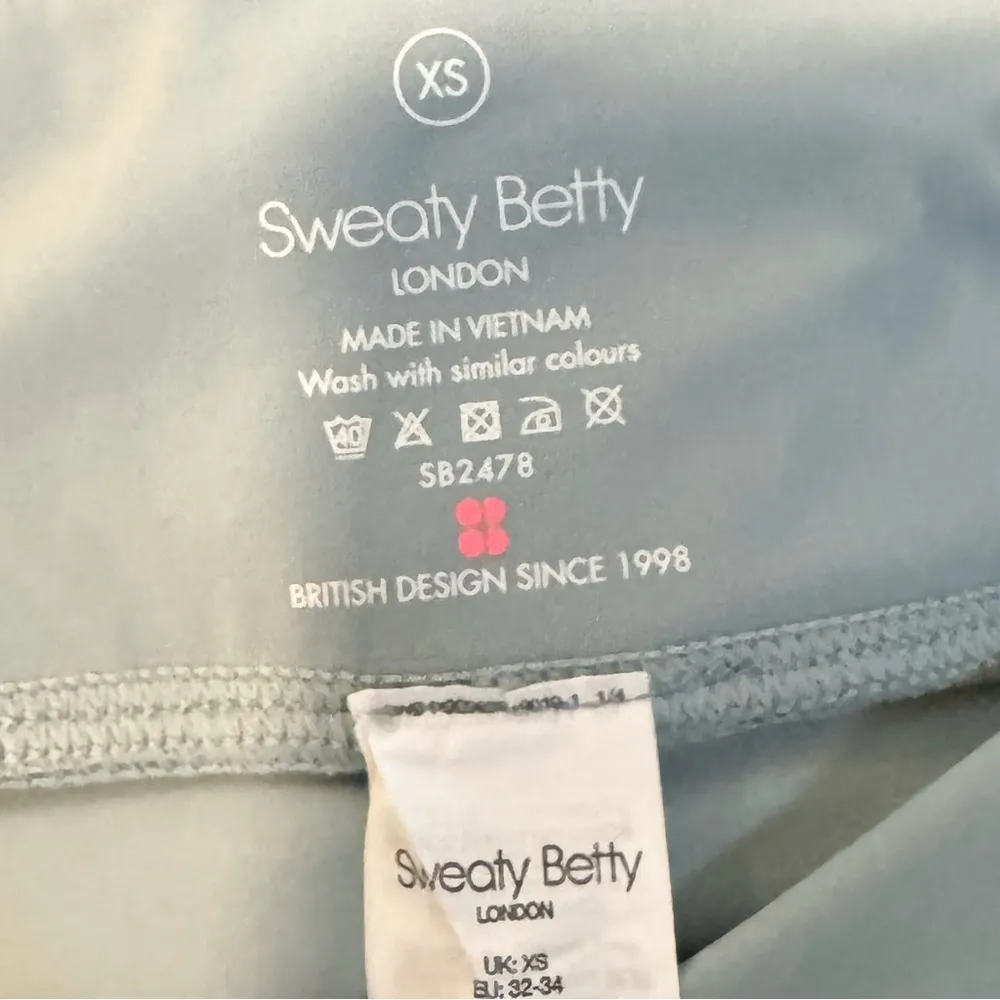 XS
Sweaty Betty
LONDON
MADE IN VIETNAM
Wash with similar colours
40
SB2478
BRITISH DESIGN SINCE 1998
Sweaty Betty
LONDON
UK: XS
EU: 32-34